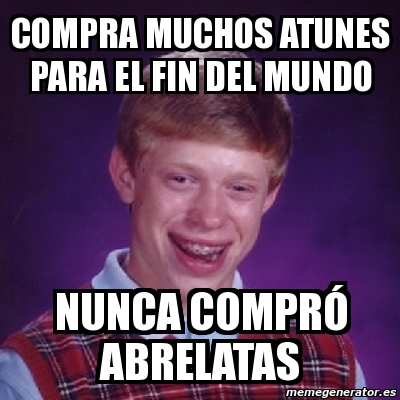 COMPRA MUCHOS ATUNES
PARA EL FIN DEL MUNDO
NUNCA COMPRÓ
ABRELATAS
memegenerator.es